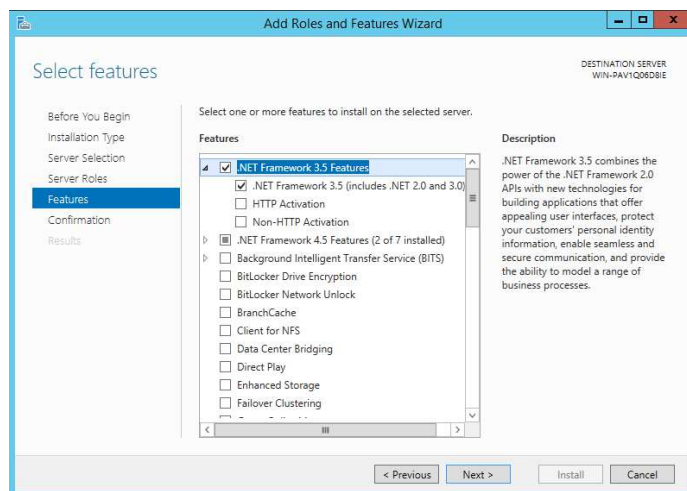 Add Roles and Features Wizard
Select features
DESTINATION SERVER
WIN-PAV1Q06D8IE
Before You Begin
Installation Type
Server Selection
Server Roles
Features
Confirmation
Results
Select one or more features to install on the selected server.
Features
.NET Framework 3.5 Features
.NET Framework 3.5 (includes .NET 2.0 and 3.0)
HTTP Activation
Non-HTTP Activation
.NET Framework 4.5 Features (2 of 7 installed)
Background Intelligent Transfer Service (BITS)
BitLocker Drive Encryption
BitLocker Network Unlock
BranchCache
Client for NFS
Data Center Bridging
Direct Play
Enhanced Storage
Failover Clustering
Description
.NET Framework 3.5 combines the
power of the .NET Framework 2.0
APIs with new technologies for
building applications that offer
appealing user interfaces, protect
your customers' personal identity
information, enable seamless and
secure communication, and provide
the ability to model a range of
business processes.
< Previous
Next >
Install
Cancel